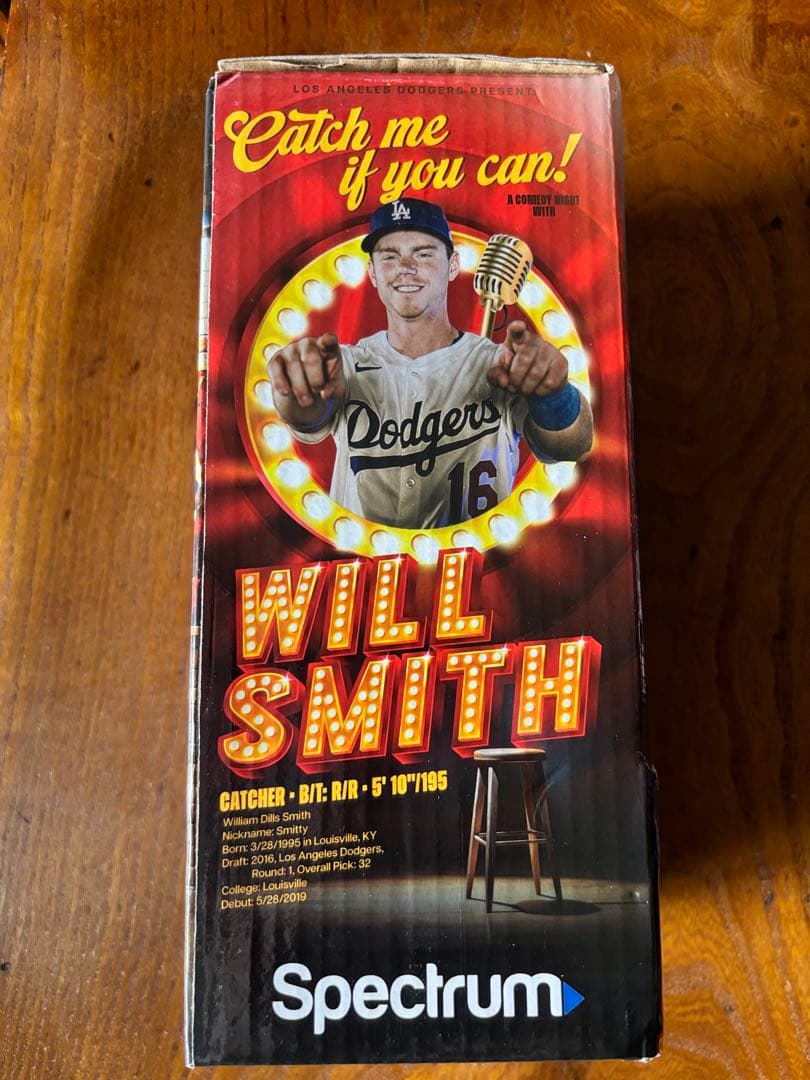 LOS ANGELES DODGERS PRESENT:
Catch me
if you can!
A COMEDY NIGHT
WITH
LA
Dodgers
16
WILL
SMITH
CATCHER • B/T: R/R • 5' 10"/195
William Dills Smith
Nickname: Smitty
Born: 3/28/1995 in Louisville, KY
Draft: 2016, Los Angeles Dodgers,
Round: 1, Overall Pick: 32
College: Louisville
Debut: 5/28/2019
Spectrum